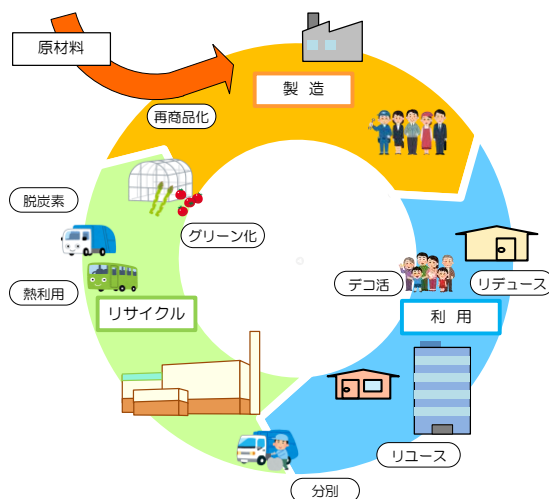 原材料
製 造
再商品化
脱炭素
グリーン化
熱利用
デコ活
リデュース
リサイクル
利 用
リユース
分別